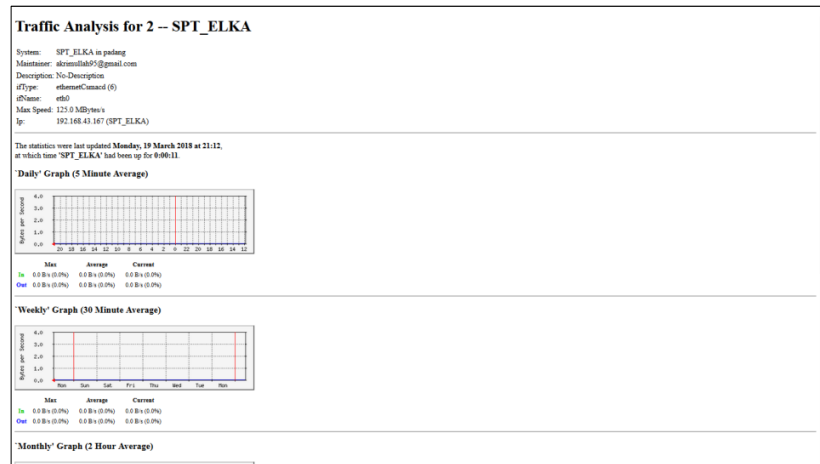 Traffic Analysis for 2 -- SPT_ELKA
System: SPT_ELKA in padang
Maintainer: akrimullah95@gmail.com
Description: No-Description
ifType: ethernetCsmacd (6)
ifName: eth0
Max Speed: 125.0 MBytes/s
Ip: 192.168.43.167 (SPT_ELKA)
The statistics were last updated Monday, 19 March 2018 at 21:12,
at which time 'SPT_ELKA' had been up for 0:00:11.
`Daily' Graph (5 Minute Average)
Bytes per Second
4.0
3.0
2.0
1.0
0.0
20 18 16 14 12 10 8 6 4 2 0 22 20 18 16 14 12
Max Average Current
In 0.0 B/s (0.0%) 0.0 B/s (0.0%) 0.0 B/s (0.0%)
Out 0.0 B/s (0.0%) 0.0 B/s (0.0%) 0.0 B/s (0.0%)
`Weekly' Graph (30 Minute Average)
Bytes per Second
4.0
3.0
2.0
1.0
0.0
Mon Sun Sat Fri Thu Wed Tue Mon
Max Average Current
In 0.0 B/s (0.0%) 0.0 B/s (0.0%) 0.0 B/s (0.0%)
Out 0.0 B/s (0.0%) 0.0 B/s (0.0%) 0.0 B/s (0.0%)
`Monthly' Graph (2 Hour Average)